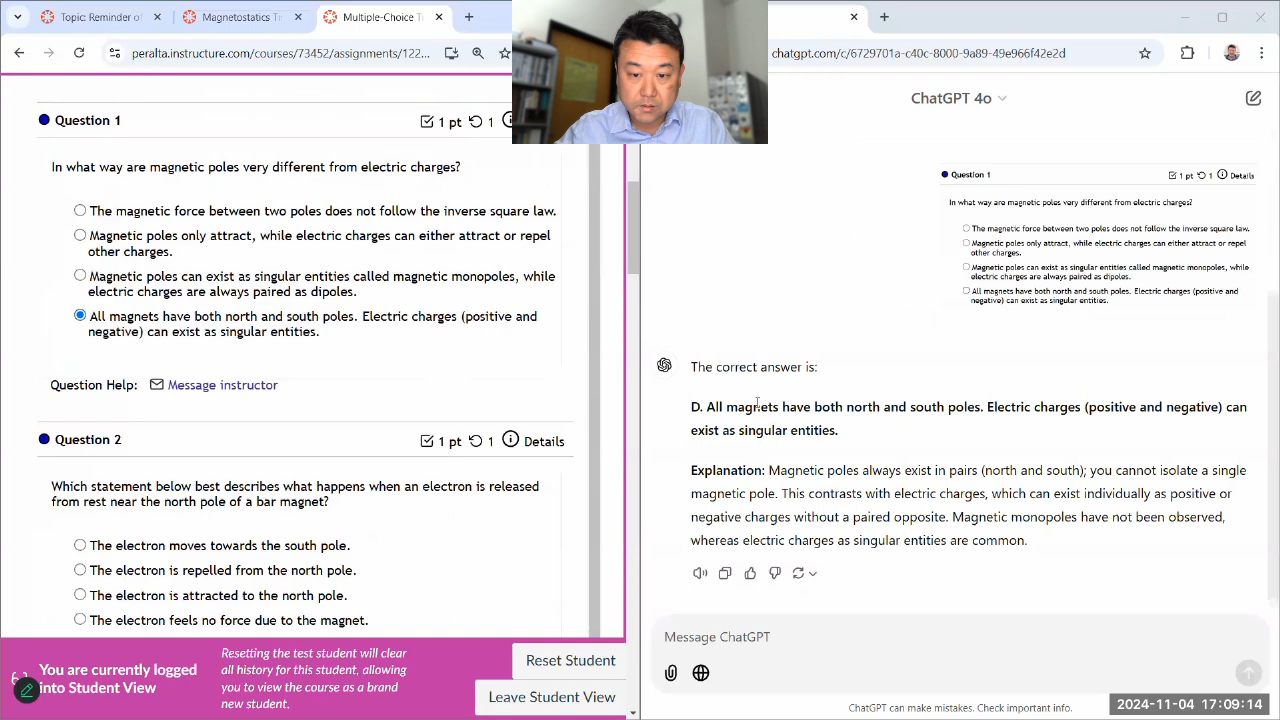 Topical
Reminder of
Magnetostatics Ti
Multiple-Choice T
peralta.instructure.com/courses/73452/assignments/122...
chatgpt.com/c/6729701a-c40c-8000-9a89-49e966f42e2d
Question 1
1 pt
1
In what way are magnetic poles very different from electric charges?
The magnetic force between two poles does not follow the inverse square law.
Magnetic poles only attract, while electric charges can either attract or repel
other charges.
Magnetic poles can exist as singular entities called magnetic monopoles, while
electric charges are always paired as dipoles.
All magnets have both north and south poles. Electric charges (positive and
negative) can exist as singular entities.
Question Help:
Message instructor
Question 2
1 pt
1
Details
Which statement below best describes what happens when an electron is released
from rest near the north pole of a bar magnet?
The electron moves towards the south pole.
The electron is repelled from the north pole.
The electron is attracted to the north pole.
The electron feels no force due to the magnet.
You are currently logged
into Student View
Resetting the test student will clear
all history for this student, allowing
you to view the course as a brand
new student.
Reset Student
Leave Student View
ChatGPT 4o
Question 1
1 pt
1
Details
In what way are magnetic poles very different from electric charges?
The magnetic force between two poles does not follow the inverse square law.
Magnetic poles only attract, while electric charges can either attract or repel
other charges.
Magnetic poles can exist as singular entities called magnetic monopoles, while
electric charges are always paired as dipoles.
All magnets have both north and south poles. Electric charges (positive and
negative) can exist as singular entities.
The correct answer is:
D. All magnets have both north and south poles. Electric charges (positive and negative) can
exist as singular entities.
Explanation: Magnetic poles always exist in pairs (north and south); you cannot isolate a single
magnetic pole. This contrasts with electric charges, which can exist individually as positive or
negative charges without a paired opposite. Magnetic monopoles have not been observed,
whereas electric charges as singular entities are common.
Message ChatGPT
ChatGPT can make mistakes. Check important info.
2024-11-04 17:09:14